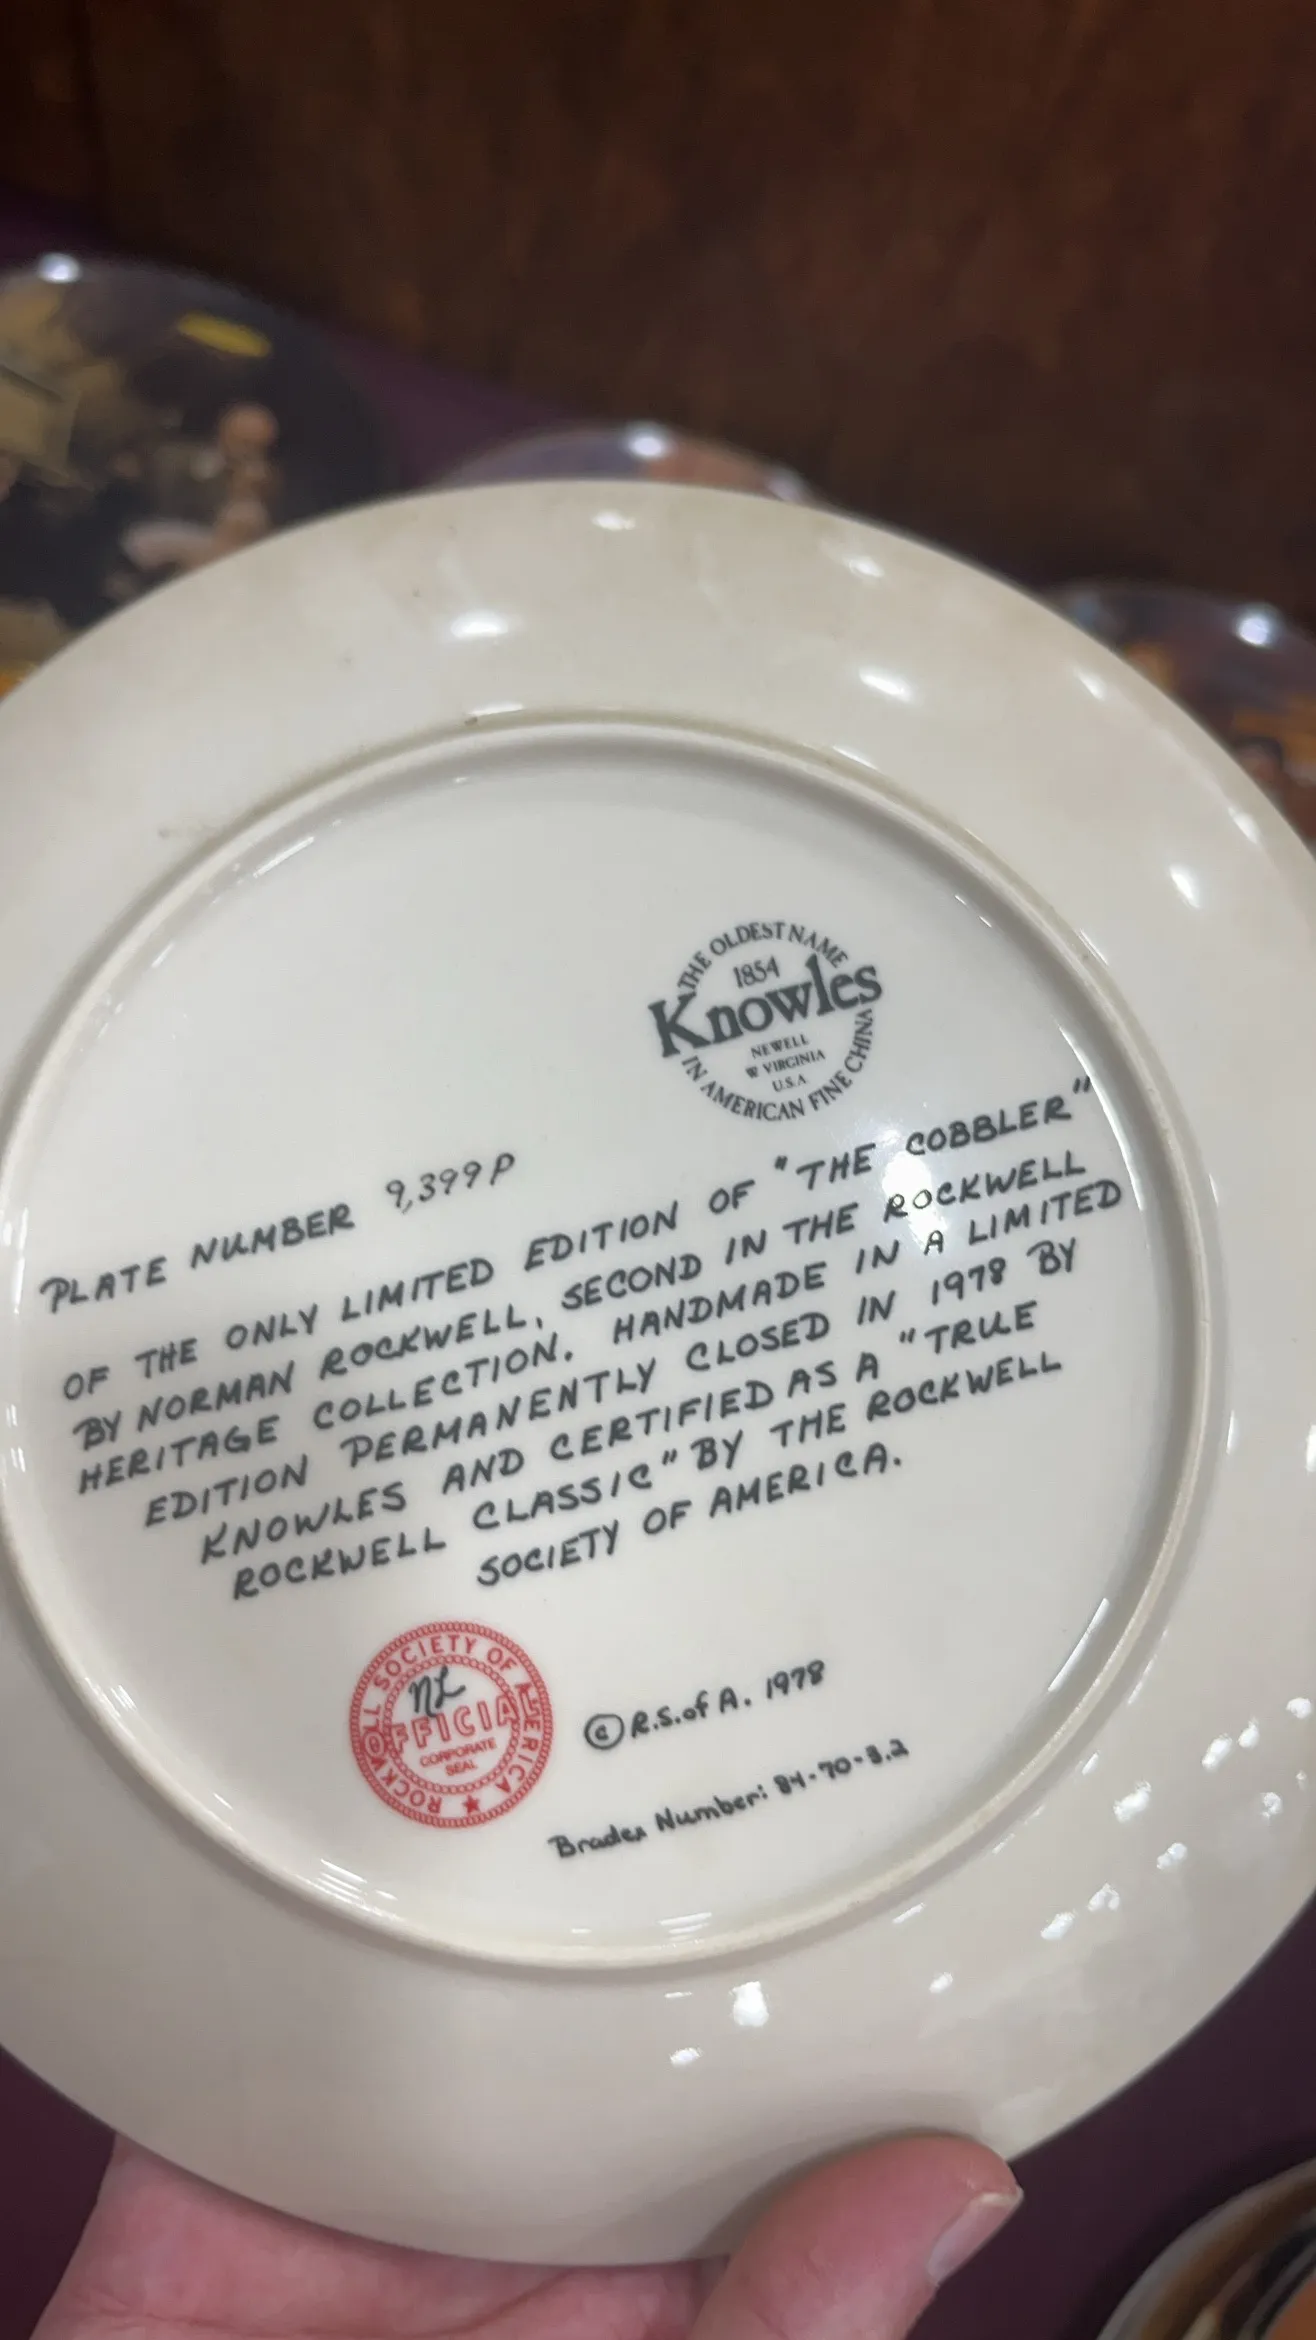 THE OLDEST NAME
1854
Knowles
NEWELL
W VIRGINIA
U.S.A
IN AMERICAN FINE CHINA
PLATE NUMBER 9,399P
OF THE ONLY LIMITED EDITION OF "THE COBBLER"
BY NORMAN ROCKWELL, SECOND IN THE ROCKWELL
HERITAGE COLLECTION. HANDMADE IN A LIMITED
EDITION PERMANENTLY CLOSED IN 1978 BY
KNOWLES AND CERTIFIED AS A "TRUE
ROCKWELL CLASSIC" BY THE ROCKWELL
SOCIETY OF AMERICA.
ROCKWELL SOCIETY OF AMERICA
NL
OFFICIAL
CORPORATE
SEAL
© R.S.of A. 1978
Bradex Number: 84-70-3.2